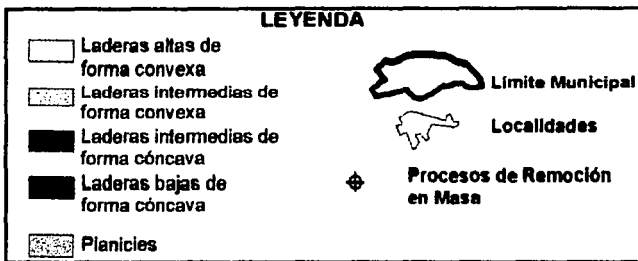 LEYENDA
Laderas altas de
forma convexa
Laderas intermedias de
forma convexa
Laderas intermedias de
forma cóncava
Laderas bajas de
forma cóncava
Planicies
Límite Municipal
Localidades
Procesos de Remoción
en Masa